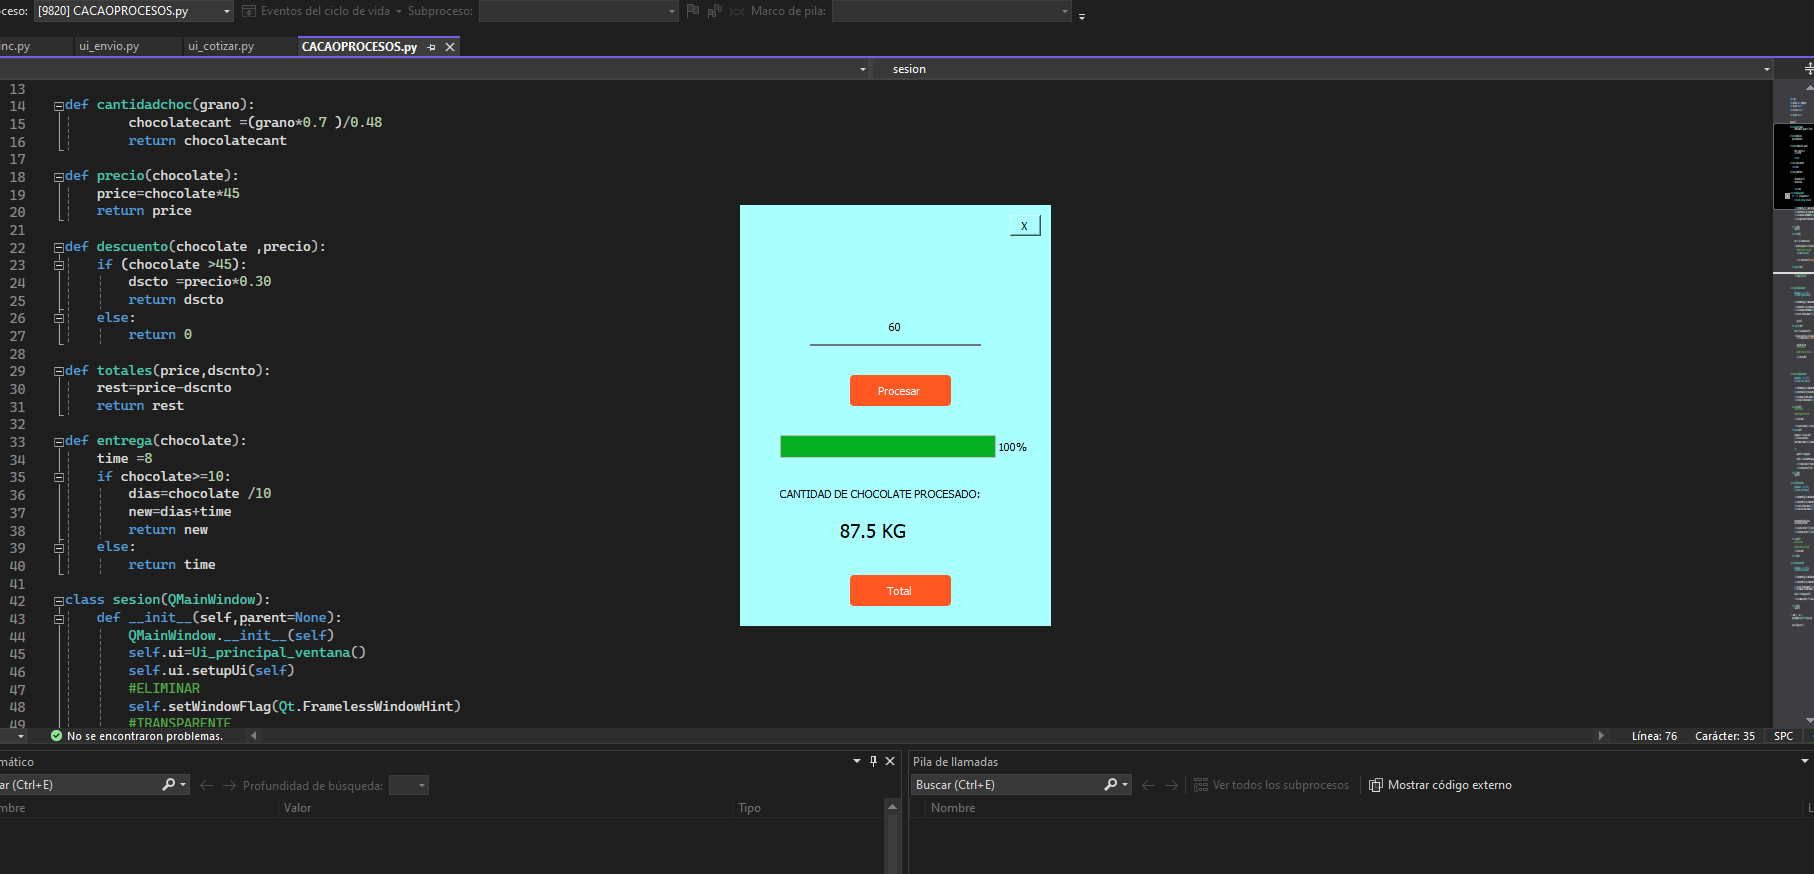 ceso: [9820] CACAOPROCESOS.py Eventos del ciclo de vida Subproceso: Marco de pila:
nc.py ui_envio.py ui_cotizar.py CACAOPROCESOS.py
sesion
13
14 def cantidadchoc(grano):
15 chocolatecant =(grano*0.7 )/0.48
16 return chocolatecant
17
18 def precio(chocolate):
19 price=chocolate*45
20 return price
21
22 def descuento(chocolate ,precio):
23 if (chocolate >45):
24 dscto =precio*0.30
25 return dscto
26 else:
27 return 0
28
29 def totales(price,dscnto):
30 rest=price-dscnto
31 return rest
32
33 def entrega(chocolate):
34 time =8
35 if chocolate>=10:
36 dias=chocolate /10
37 new=dias+time
38 return new
39 else:
40 return time
41
42 class sesion(QMainWindow):
43 def __init__(self,parent=None):
44 QMainWindow.__init__(self)
45 self.ui=Ui_principal_ventana()
46 self.ui.setupUi(self)
47 #ELIMINAR
48 self.setWindowFlag(Qt.FramelessWindowHint)
49 #TRANSPARENTE
X
60
Procesar
100%
CANTIDAD DE CHOCOLATE PROCESADO:
87.5 KG
Total
No se encontraron problemas. Línea: 76 Carácter: 35 SPC
mático
ar (Ctrl+E) Profundidad de búsqueda:
mbre Valor Tipo
Pila de llamadas
Buscar (Ctrl+E) Ver todos los subprocesos Mostrar código externo
Nombre L